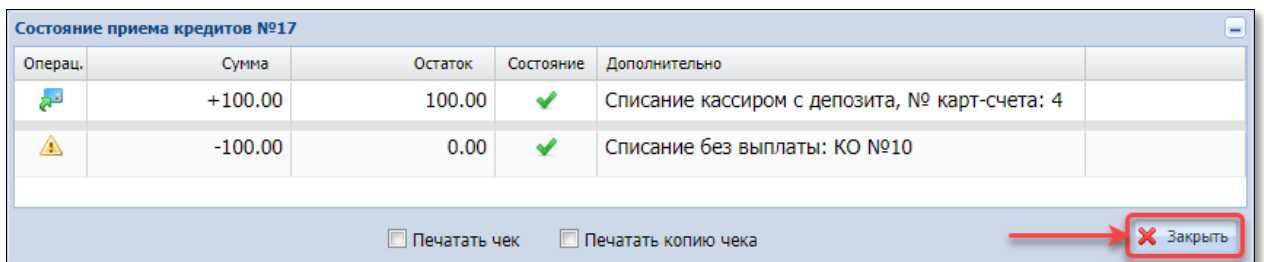 Состояние приема кредитов №17
Операц. Сумма Остаток Состояние Дополнительно
+100.00 100.00 Списание кассиром с депозита, № карт-счета: 4
-100.00 0.00 Списание без выплаты: КО №10
Печатать чек Печатать копию чека Закрыть